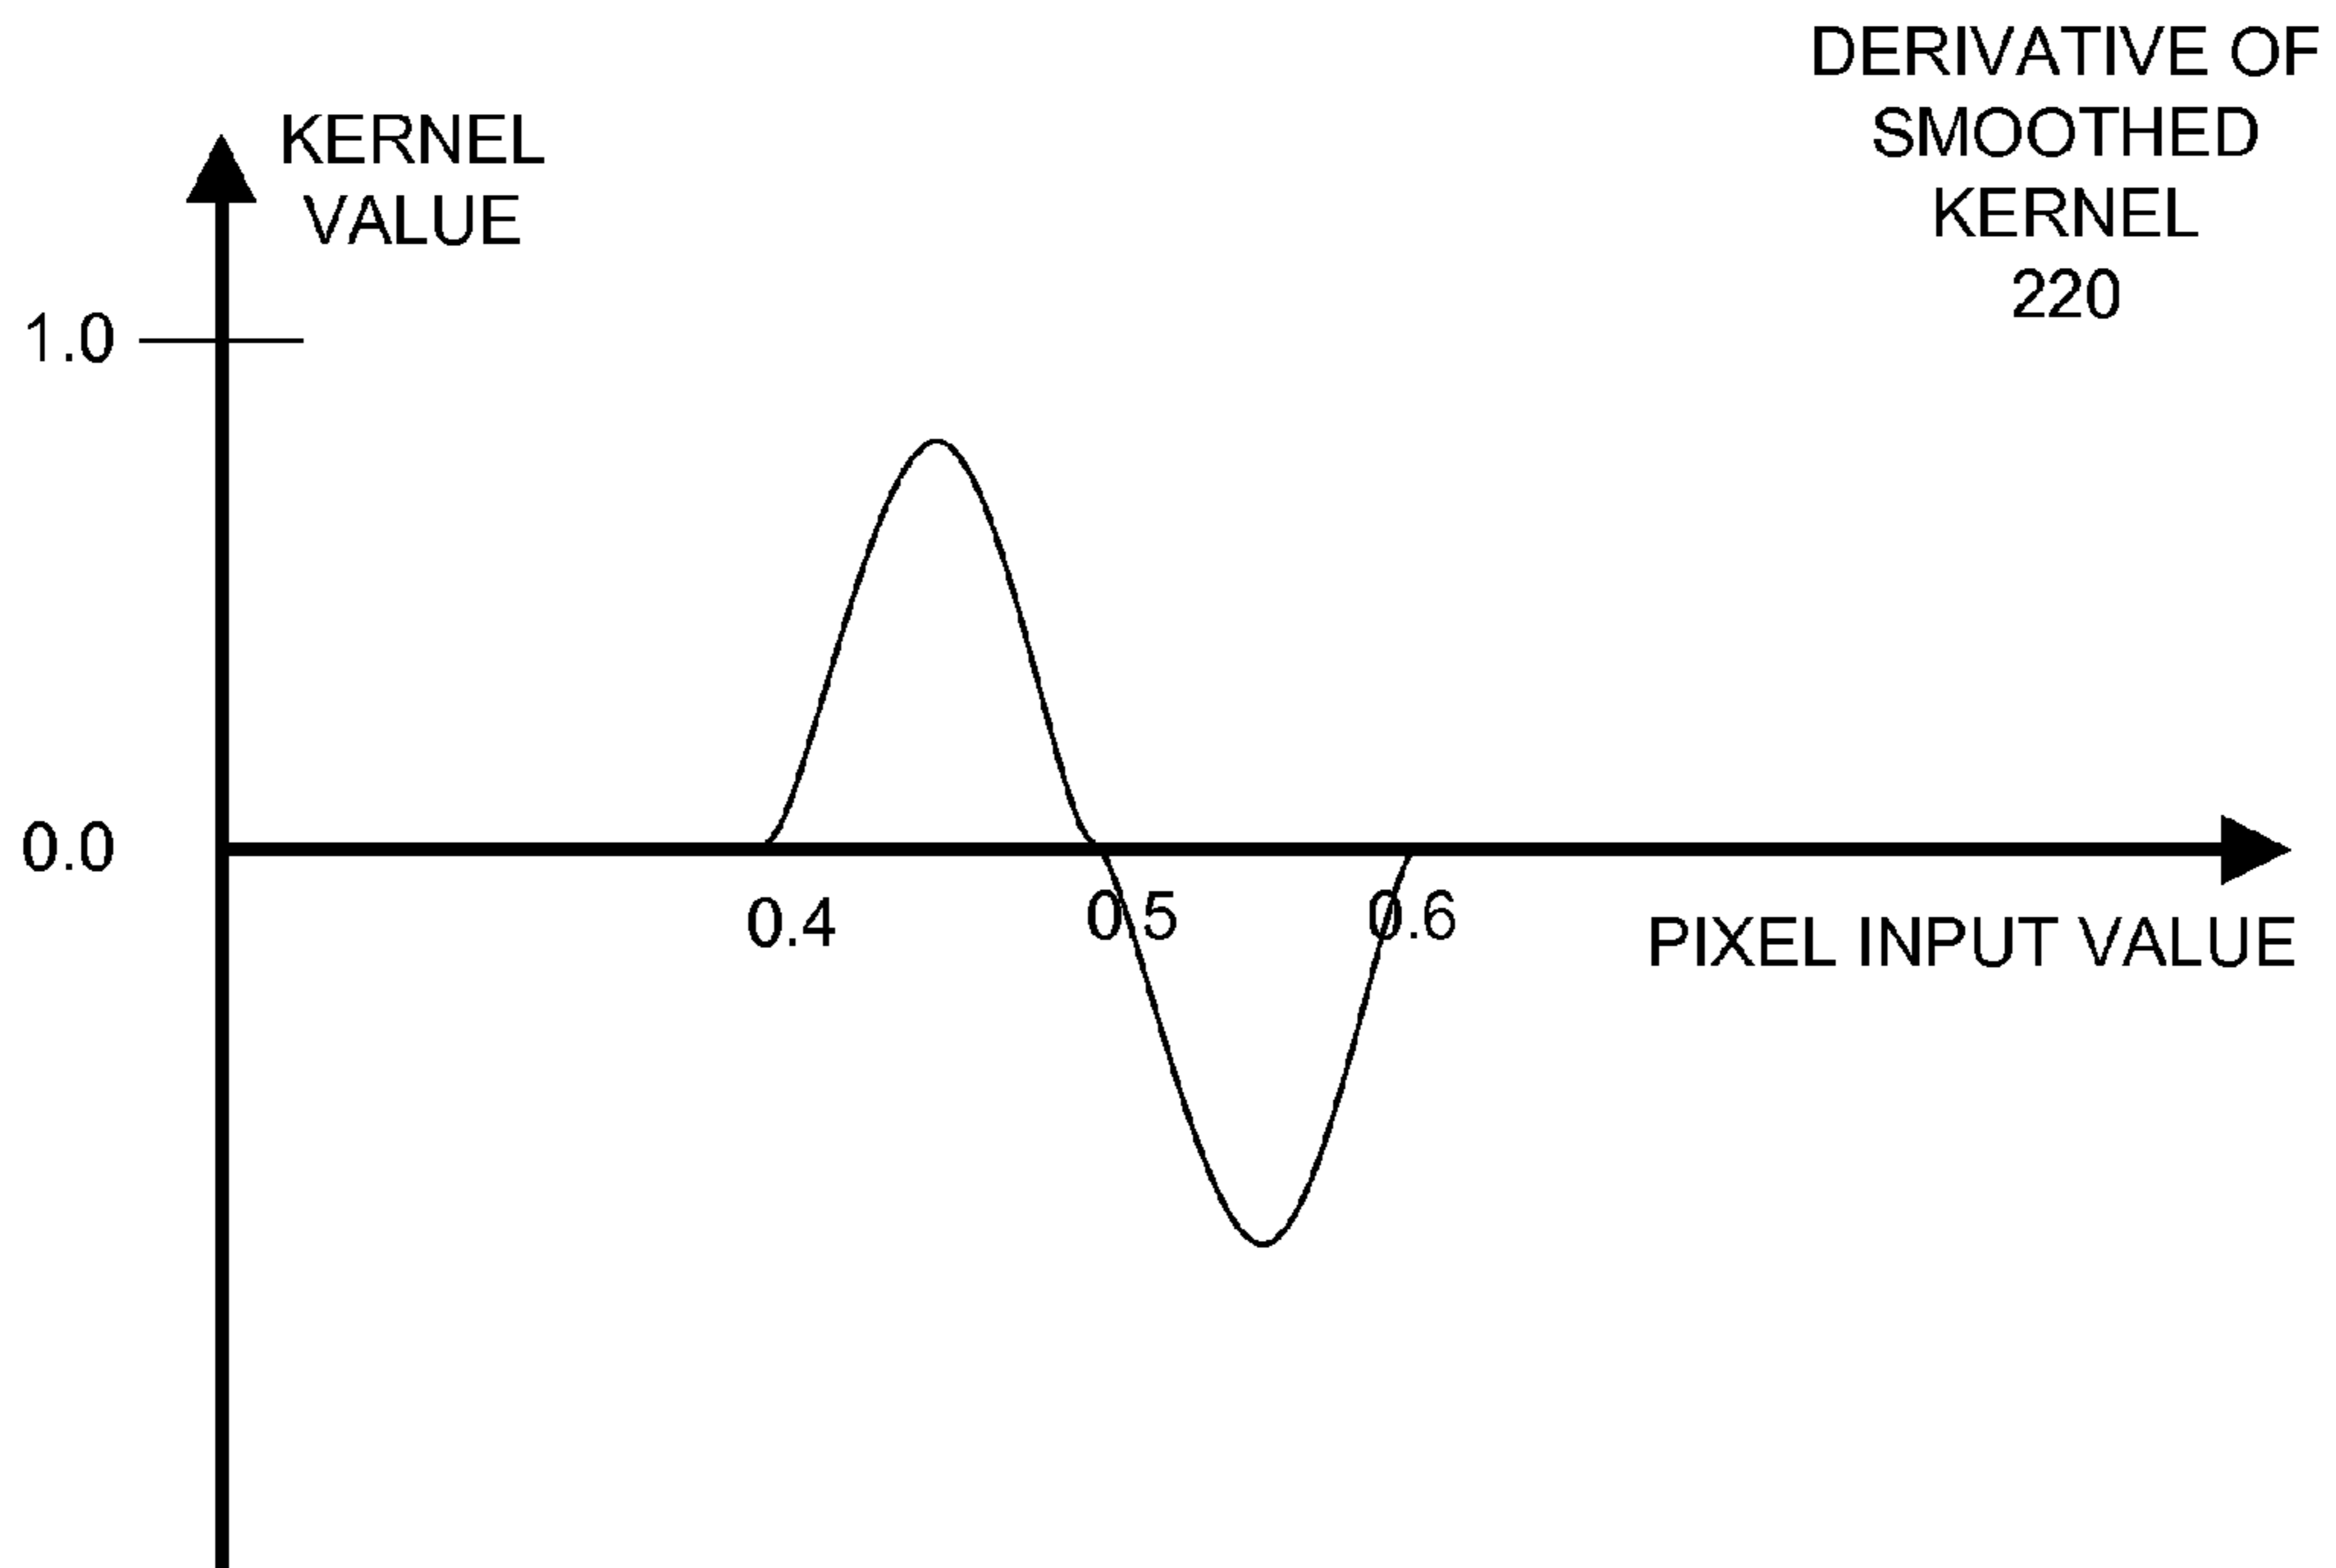 DERIVATIVE OF
SMOOTHED
KERNEL
220
KERNEL
VALUE
1.0
0.0
0.4
0.5
0.6
PIXEL INPUT VALUE